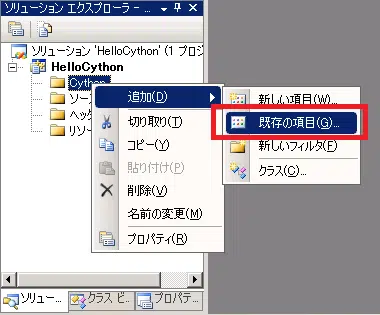 ソリューション エクスプローラ - ...
ソリューション 'HelloCython' (1 プロジ
HelloCython
Cython
追加(D)
新しい項目(W)...
ソー
切り取り(T)
既存の項目(G)...
ヘッ
コピー(Y)
新しいフィルタ(F)
リソー
貼り付け(P)
クラス(C)...
削除(V)
名前の変更(M)
プロパティ(R)
ソリュー...
クラス ビ...
プロパテ...